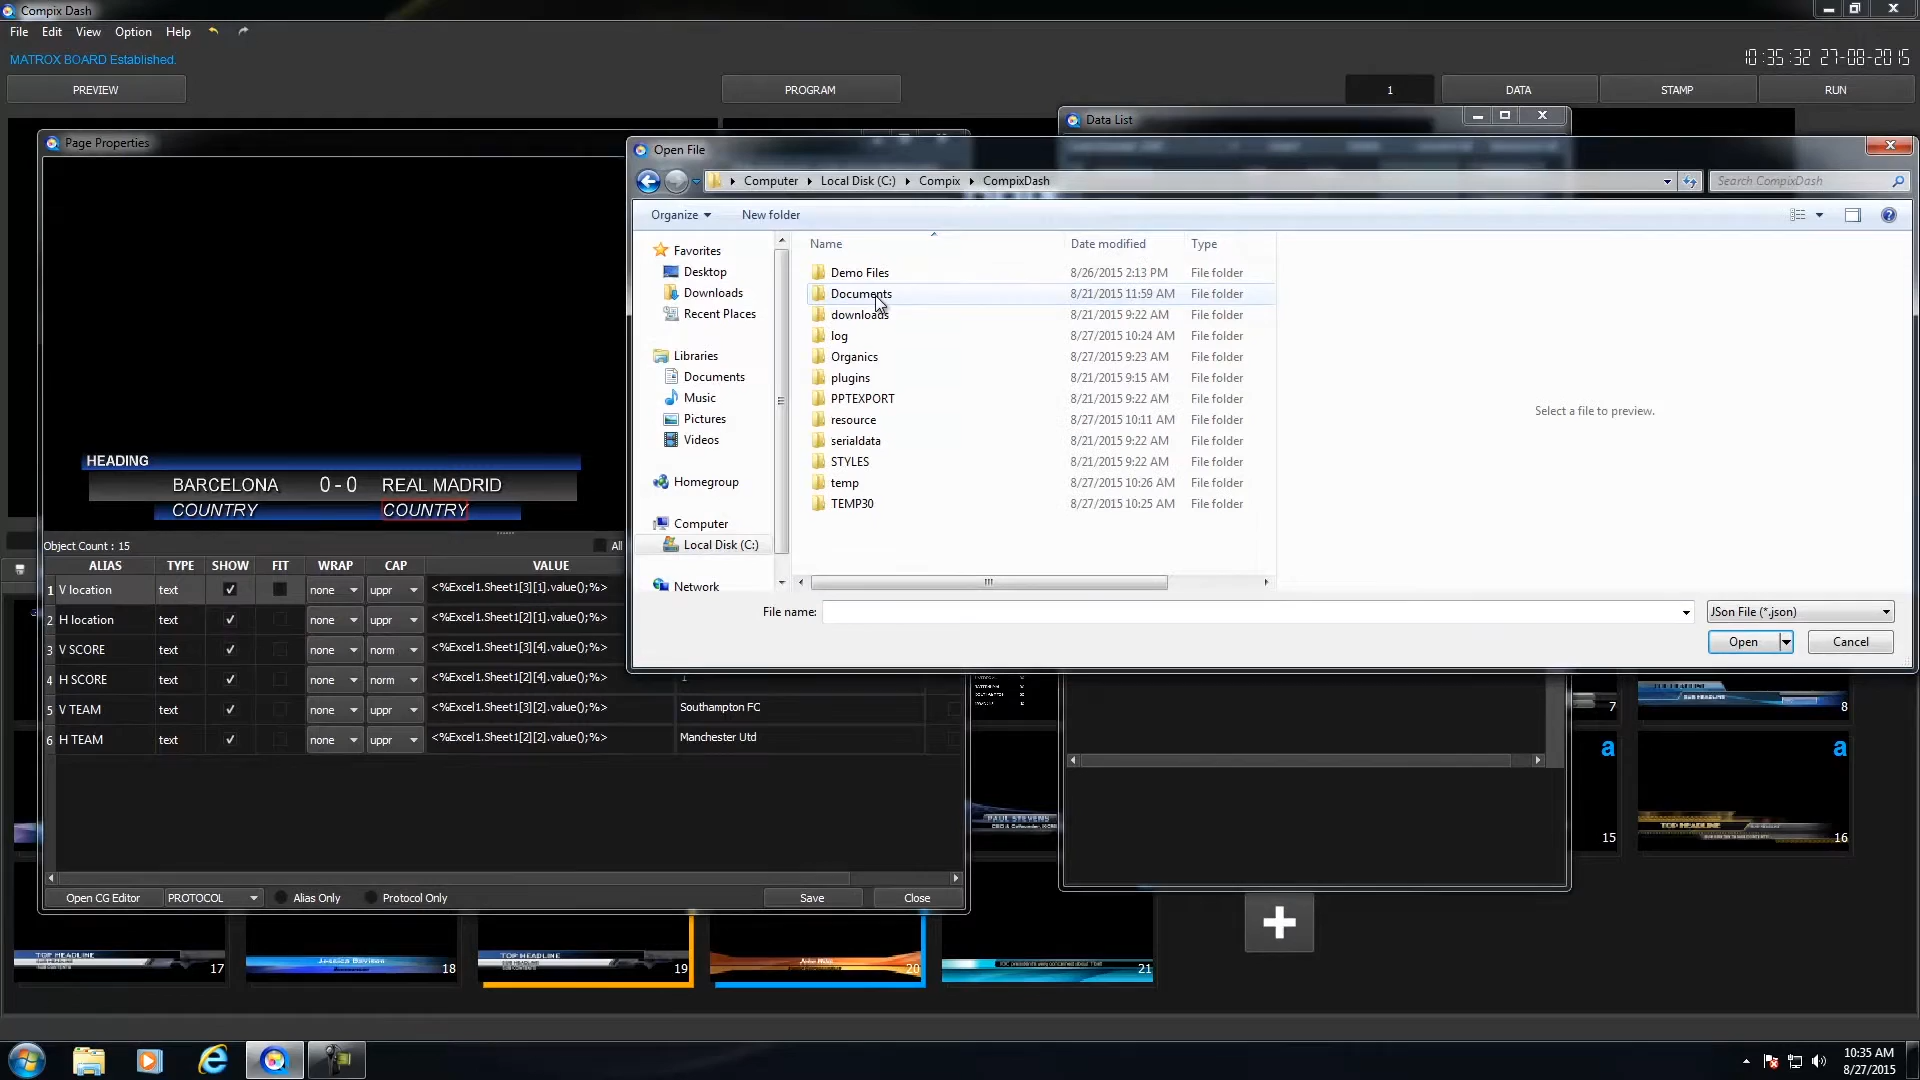 Compix Dash
File Edit View Option Help
MATROX BOARD Established.
10:35:32 27-08-2015
PREVIEW PROGRAM 1 DATA STAMP RUN
Data List
Page Properties
Open File
Computer Local Disk (C:) Compix CompixDash
Search CompixDash
Organize New folder
Name Date modified Type
Favorites
Desktop
Downloads
Recent Places
Libraries
Documents
Music
Pictures
Videos
Homegroup
Computer
Local Disk (C:)
Network
Demo Files 8/26/2015 2:13 PM File folder
Documents 8/21/2015 11:59 AM File folder
downloads 8/21/2015 9:22 AM File folder
log 8/27/2015 10:24 AM File folder
Organics 8/27/2015 9:23 AM File folder
plugins 8/21/2015 9:15 AM File folder
PPTEXPORT 8/21/2015 9:22 AM File folder
resource 8/27/2015 10:11 AM File folder
serialdata 8/21/2015 9:22 AM File folder
STYLES 8/21/2015 9:22 AM File folder
temp 8/27/2015 10:26 AM File folder
TEMP30 8/27/2015 10:25 AM File folder
Select a file to preview.
File name:
JSon File (*.json)
Open Cancel
HEADING
BARCELONA 0 - 0 REAL MADRID
COUNTRY COUNTRY
Object Count : 15
All
ALIAS TYPE SHOW FIT WRAP CAP VALUE
1 V location text none uppr <%Excel1.Sheet1[3][1].value();%>
2 H location text none uppr <%Excel1.Sheet1[2][1].value();%>
3 V SCORE text none norm <%Excel1.Sheet1[3][4].value();%>
4 H SCORE text none norm <%Excel1.Sheet1[2][4].value();%>
5 V TEAM text none uppr <%Excel1.Sheet1[3][2].value();%> Southampton FC
6 H TEAM text none uppr <%Excel1.Sheet1[2][2].value();%> Manchester Utd
Open CG Editor PROTOCOL Alias Only Protocol Only Save Close
7 8
a a
PAUL STEVENS
15
TOP HEADLINE
16
TOP HEADLINE
17
Jessica Davison
18
TOP HEADLINE
19
20
21
10:35 AM
8/27/2015